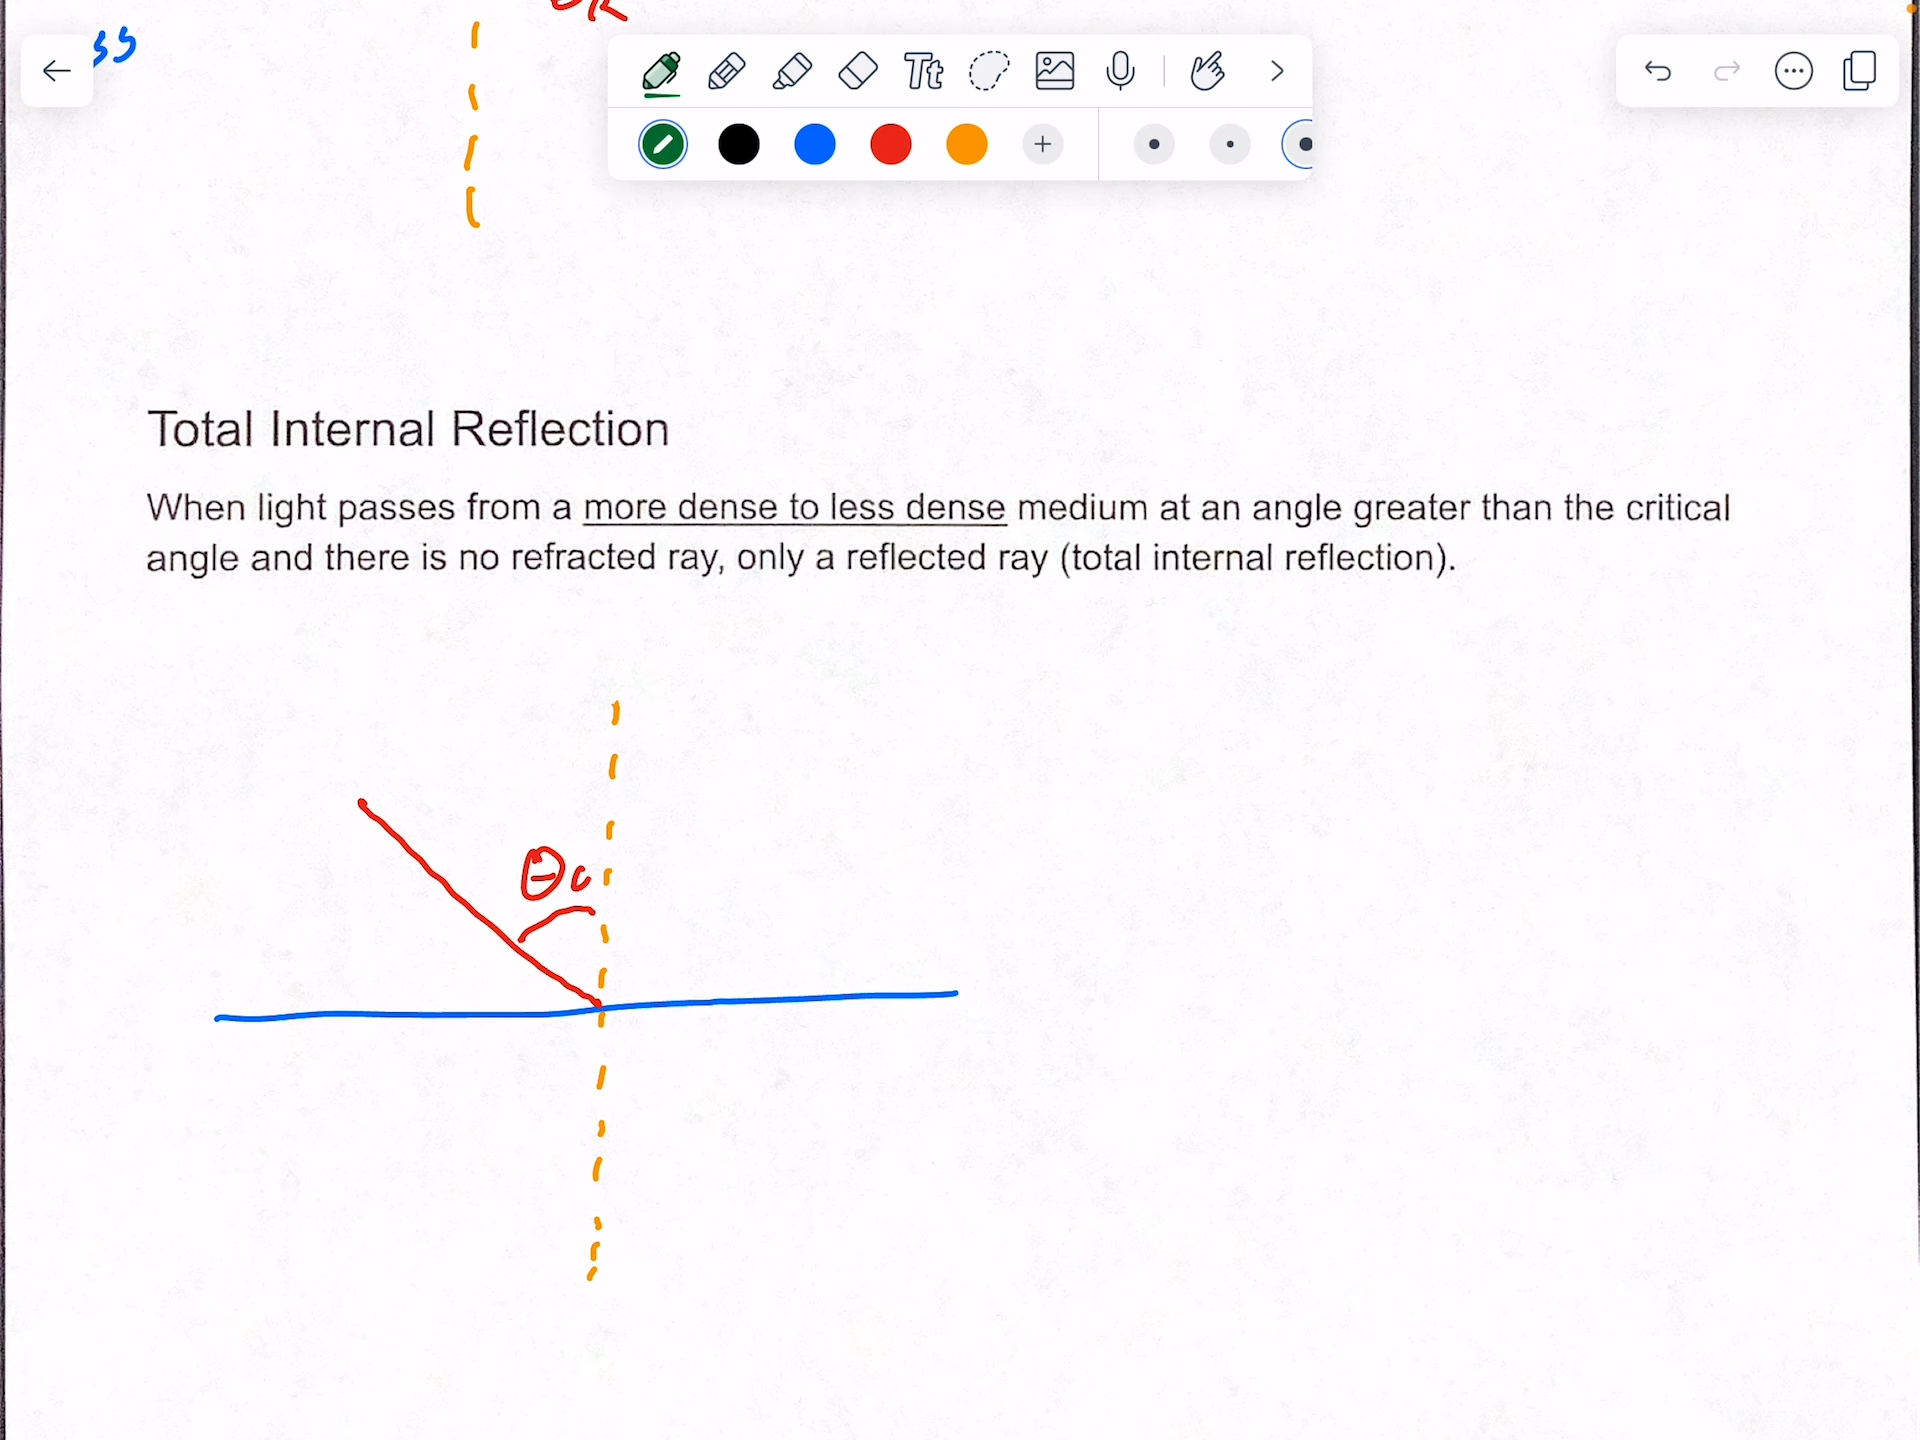 Tt
Total Internal Reflection
When light passes from a more dense to less dense medium at an angle greater than the critical
angle and there is no refracted ray, only a reflected ray (total internal reflection).
θc